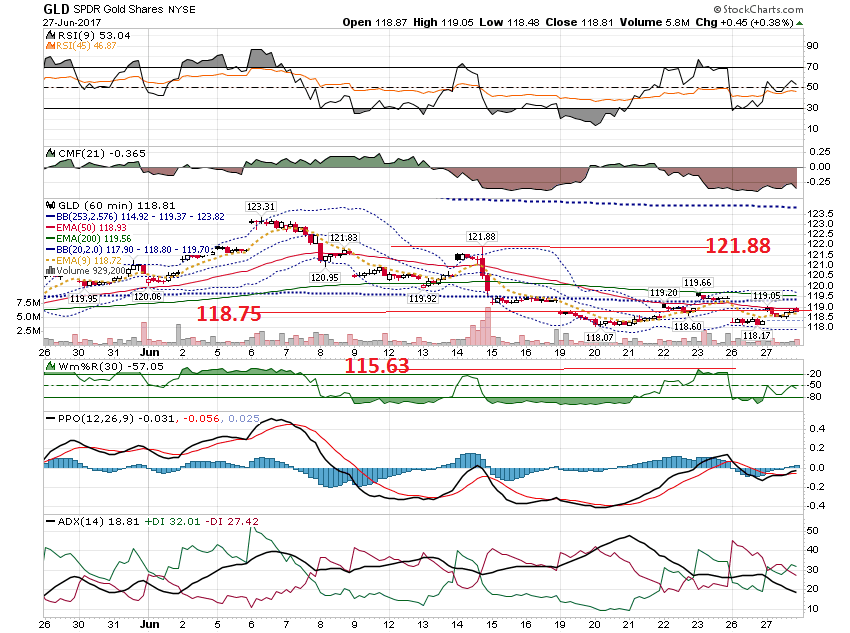 GLD SPDR Gold Shares NYSE © StockCharts.com
27-Jun-2017 Open 118.87 High 119.05 Low 118.48 Close 118.81 Volume 5.8M Chg +0.45 (+0.38%)
RSI(9) 53.04
RSI(45) 46.87
90
70
50
30
10
CMF(21) -0.365
0.25
0.00
-0.25
GLD (60 min) 118.81
BB(253,2.576) 114.92 - 119.37 - 123.82
EMA(50) 118.93
EMA(200) 119.56
BB(20,2.0) 117.90 - 118.80 - 119.70
EMA(9) 118.72
Volume 929,200
123.31
121.83
120.95
121.88
119.95
120.06
119.92
119.20
119.66
119.05
118.60
118.07
118.17
121.88
118.75
123.5
123.0
122.5
122.0
121.5
121.0
120.5
120.0
119.5
119.0
118.5
118.0
7.5M
5.0M
2.5M
26 30 31 Jun 2 5 6 7 8 9 12 13 14 15 16 19 20 21 22 23 26 27
Wm%R(30) -57.05
115.63
-20
-50
-80
PPO(12,26,9) -0.031, -0.056, 0.025
0.4
0.2
0.0
-0.2
-0.4
ADX(14) 18.81 +DI 32.01 -DI 27.42
50
40
30
20
10
26 30 31 Jun 2 5 6 7 8 9 12 13 14 15 16 19 20 21 22 23 26 27